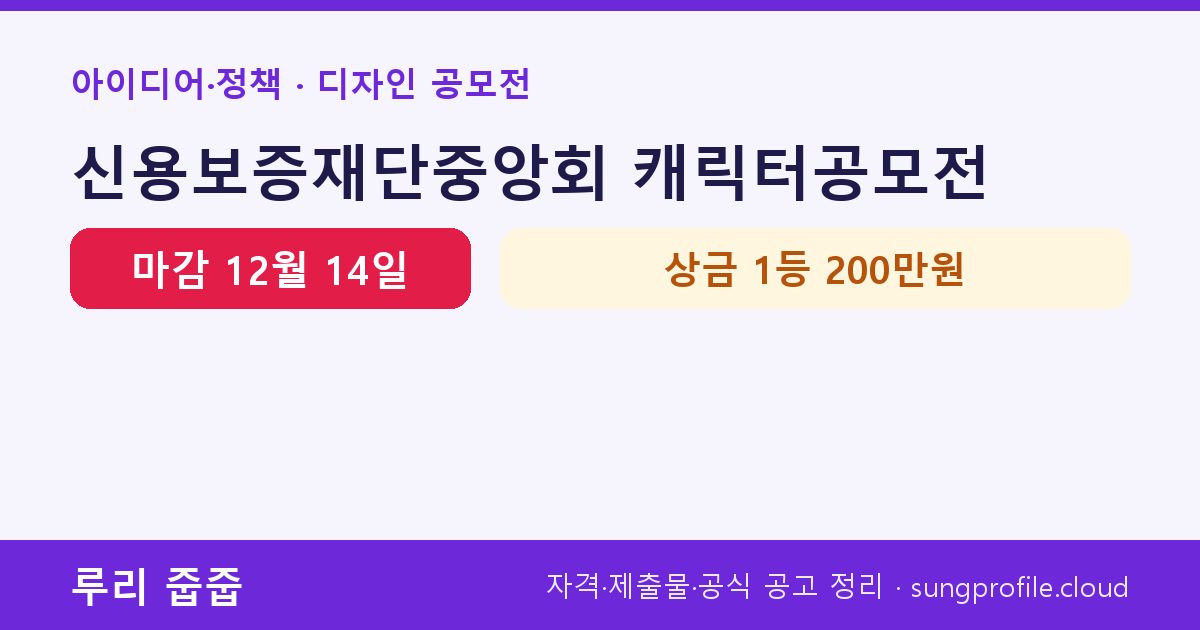 아이디어·정책 · 디자인 공모전
신용보증재단중앙회 캐릭터공모전
마감 12월 14일
상금 1등 200만원
루리 줍줍
자격·제출물·공식 공고 정리 · sungprofile.cloud